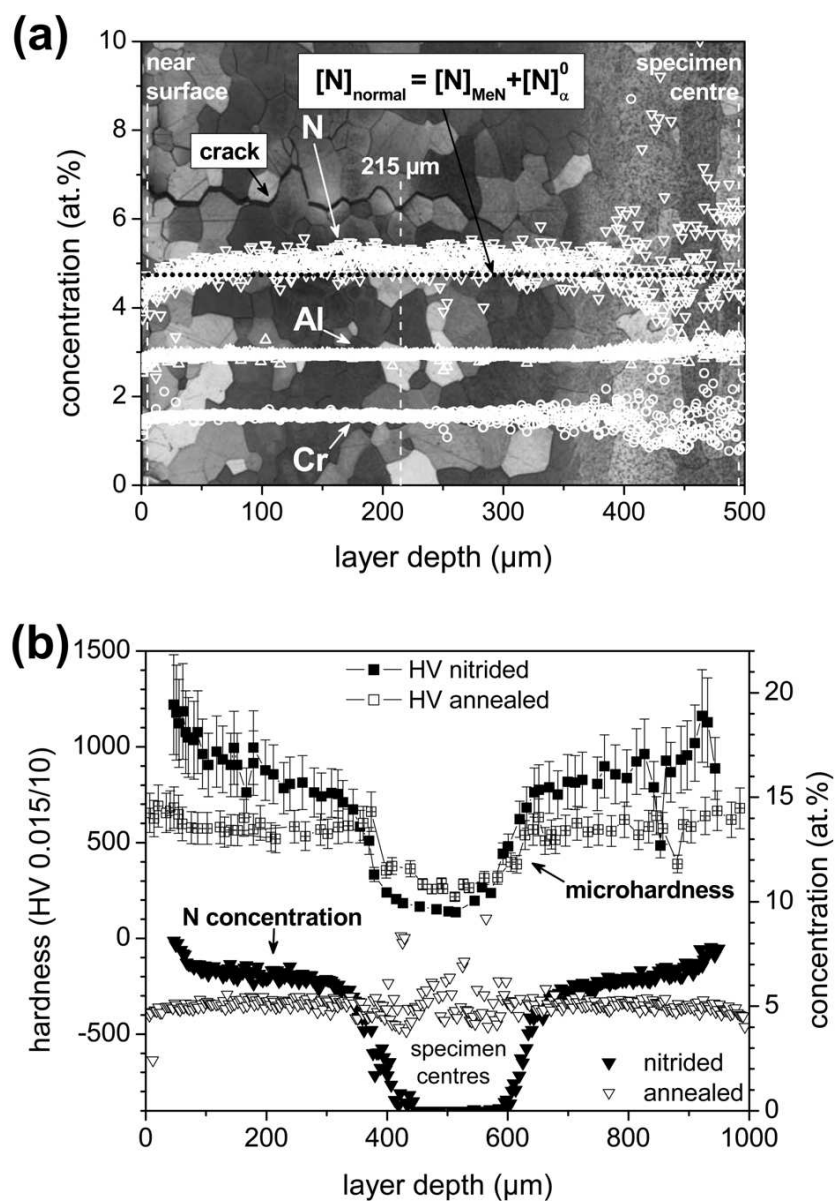 (a)
10
8
6
4
2
0
concentration (at.%)
near
surface
specimen
centre
[N]normal = [N]MeN+[N]α0
N
crack
215 µm
Al
Cr
0 100 200 300 400 500
layer depth (µm)
(b)
1500
1000
500
0
-500
hardness (HV 0.015/10)
HV nitrided
HV annealed
20
15
10
5
0
concentration (at.%)
microhardness
N concentration
specimen
centres
nitrided
annealed
0 200 400 600 800 1000
layer depth (µm)